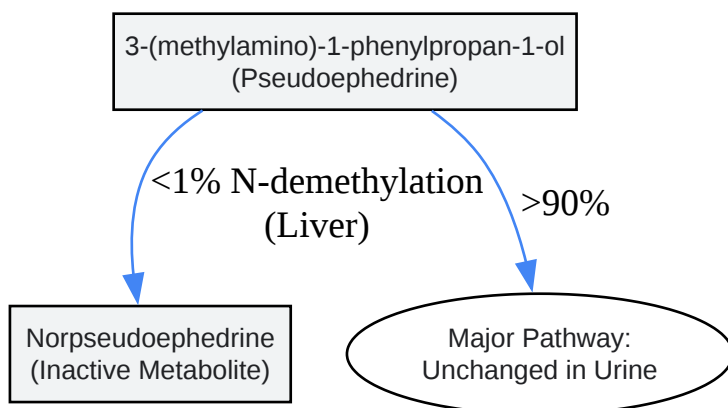 3-(methylamino)-1-phenylpropan-1-ol
(Pseudoephedrine)
<1% N-demethylation
(Liver)
>90%
Norpseudoephedrine
(Inactive Metabolite)
Major Pathway:
Unchanged in Urine